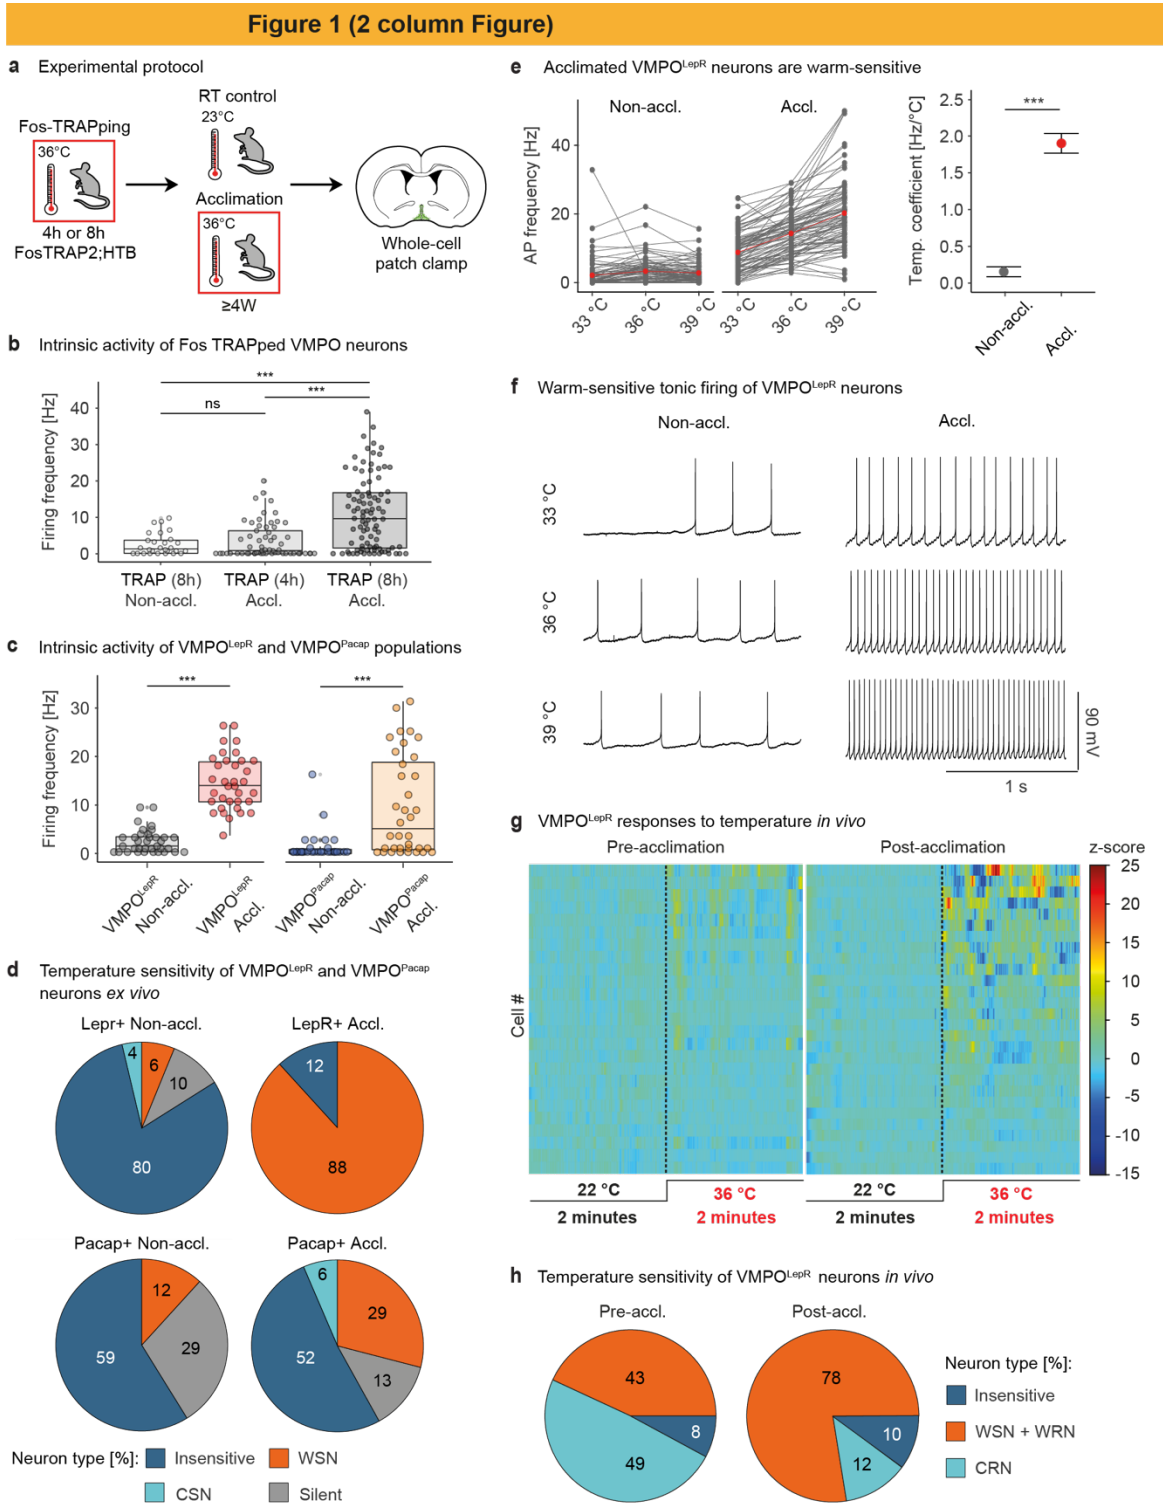 Figure 1 (2 column Figure)
a Experimental protocol
Fos-TRAPping
36°C
4h or 8h
FosTRAP2;HTB
RT control
23°C
Acclimation
36°C
≥4W
Whole-cell
patch clamp
b Intrinsic activity of Fos TRAPped VMPO neurons
Firing frequency [Hz]
40
30
20
10
0
***
***
ns
TRAP (8h)
Non-accl.
TRAP (4h)
Accl.
TRAP (8h)
Accl.
c Intrinsic activity of VMPOLepR and VMPOPacap populations
Firing frequency [Hz]
30
20
10
0
***
***
VMPOLepR
Non-accl.
VMPOLepR
Accl.
VMPOPacap
Non-accl.
VMPOPacap
Accl.
d Temperature sensitivity of VMPOLepR and VMPOPacap
neurons ex vivo
Lepr+ Non-accl.
4
6
10
80
LepR+ Accl.
12
88
Pacap+ Non-accl.
12
29
59
Pacap+ Accl.
6
29
13
52
Neuron type [%]:
Insensitive
WSN
CSN
Silent
e Acclimated VMPOLepR neurons are warm-sensitive
AP frequency [Hz]
40
20
0
Non-accl.
Accl.
33 °C
36 °C
39 °C
33 °C
36 °C
39 °C
Temp. coefficient [Hz/°C]
2.5
2.0
1.5
1.0
0.5
0.0
***
Non-accl.
Accl.
f Warm-sensitive tonic firing of VMPOLepR neurons
Non-accl.
Accl.
33 °C
36 °C
39 °C
90 mV
1 s
g VMPOLepR responses to temperature in vivo
Pre-acclimation
Post-acclimation
z-score
25
20
15
10
5
0
-5
-10
-15
Cell #
22 °C
2 minutes
36 °C
2 minutes
22 °C
2 minutes
36 °C
2 minutes
h Temperature sensitivity of VMPOLepR neurons in vivo
Pre-accl.
43
8
49
Post-accl.
78
10
12
Neuron type [%]:
Insensitive
WSN + WRN
CRN